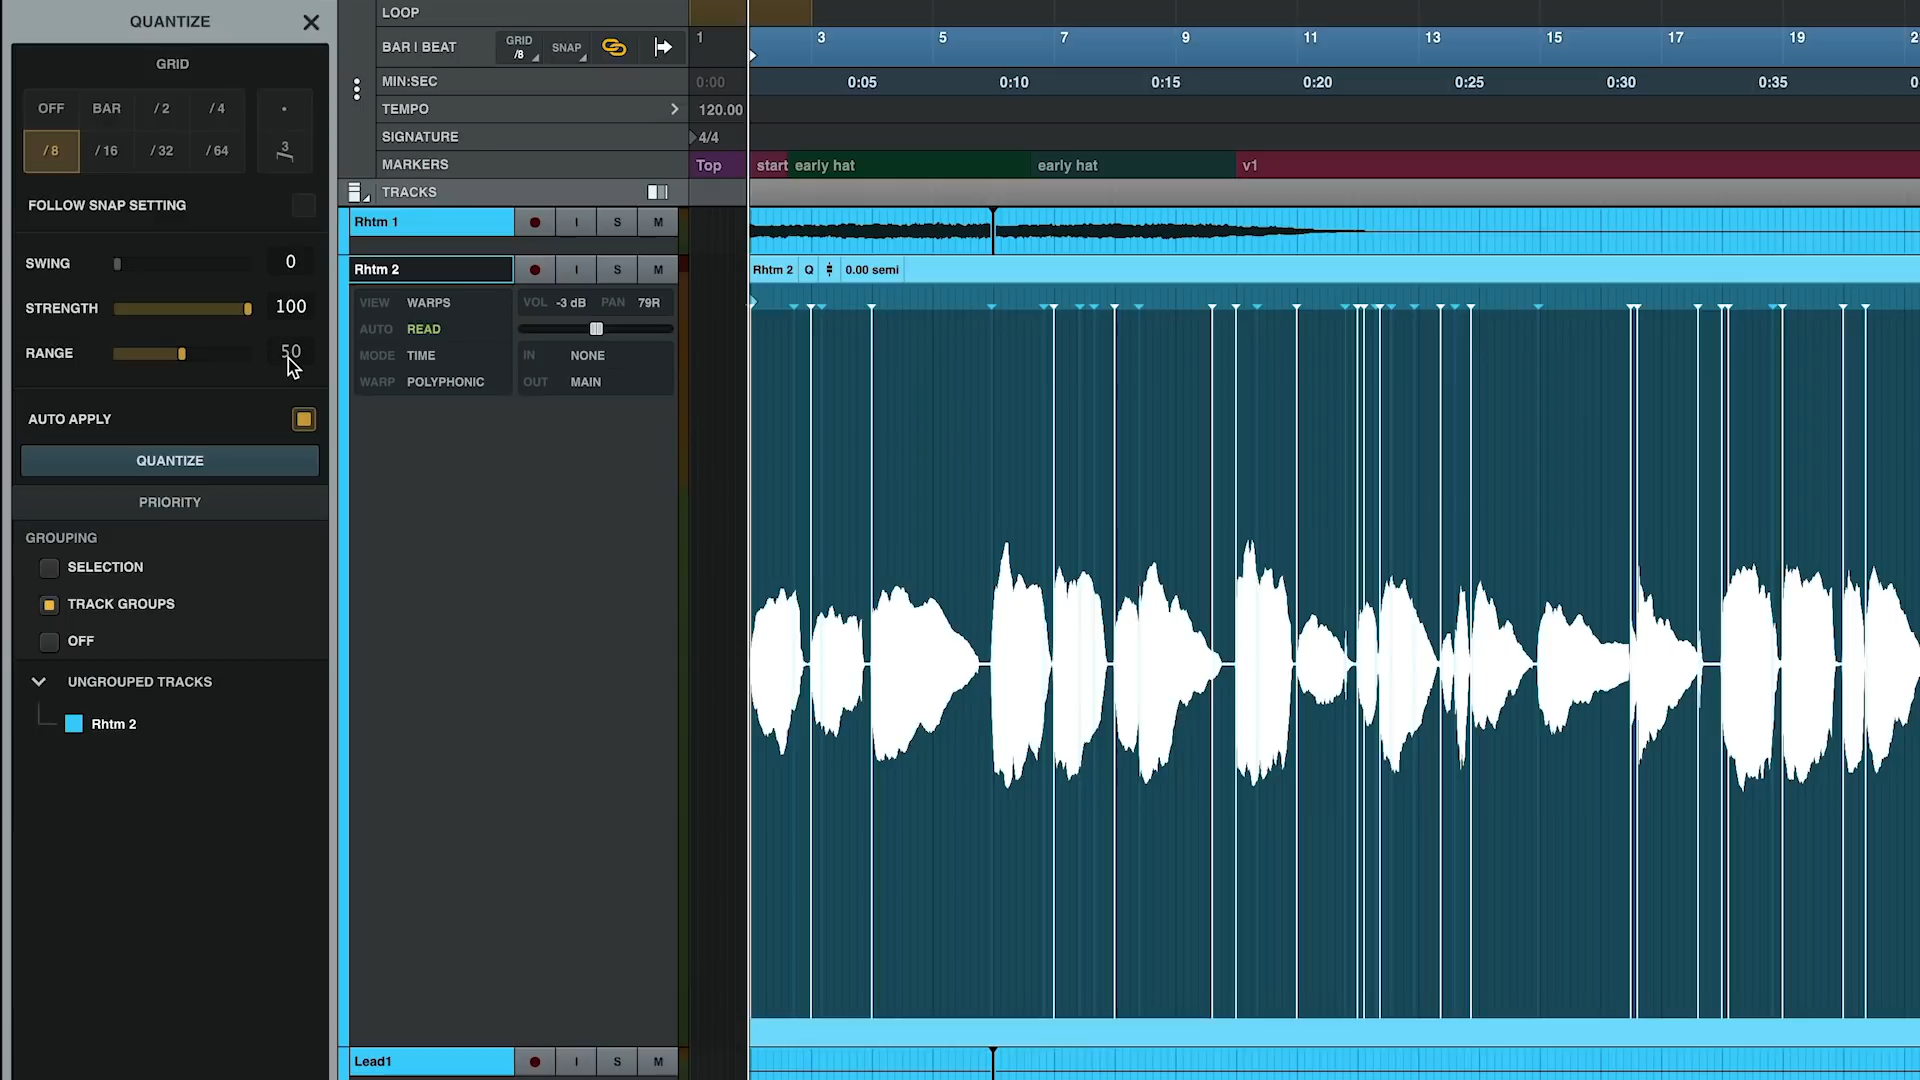 QUANTIZE
GRID
OFF BAR / 2 / 4
/ 8 / 16 / 32 / 64 3
FOLLOW SNAP SETTING
SWING 0
STRENGTH 100
RANGE 50
AUTO APPLY
QUANTIZE
PRIORITY
GROUPING
SELECTION
TRACK GROUPS
OFF
UNGROUPED TRACKS
Rhtm 2
LOOP
BAR | BEAT GRID /8 SNAP 1 3 5 7 9 11 13 15 17 19 2
MIN:SEC 0:00 0:05 0:10 0:15 0:20 0:25 0:30 0:35 0
TEMPO 120.00
SIGNATURE 4/4
MARKERS Top start early hat early hat v1
TRACKS
Rhtm 1 I S M
Rhtm 2 I S M Rhtm 2 Q 0.00 semi
VIEW WARPS VOL -3 dB PAN 79R
AUTO READ
MODE TIME IN NONE
WARP POLYPHONIC OUT MAIN
Lead1 I S M